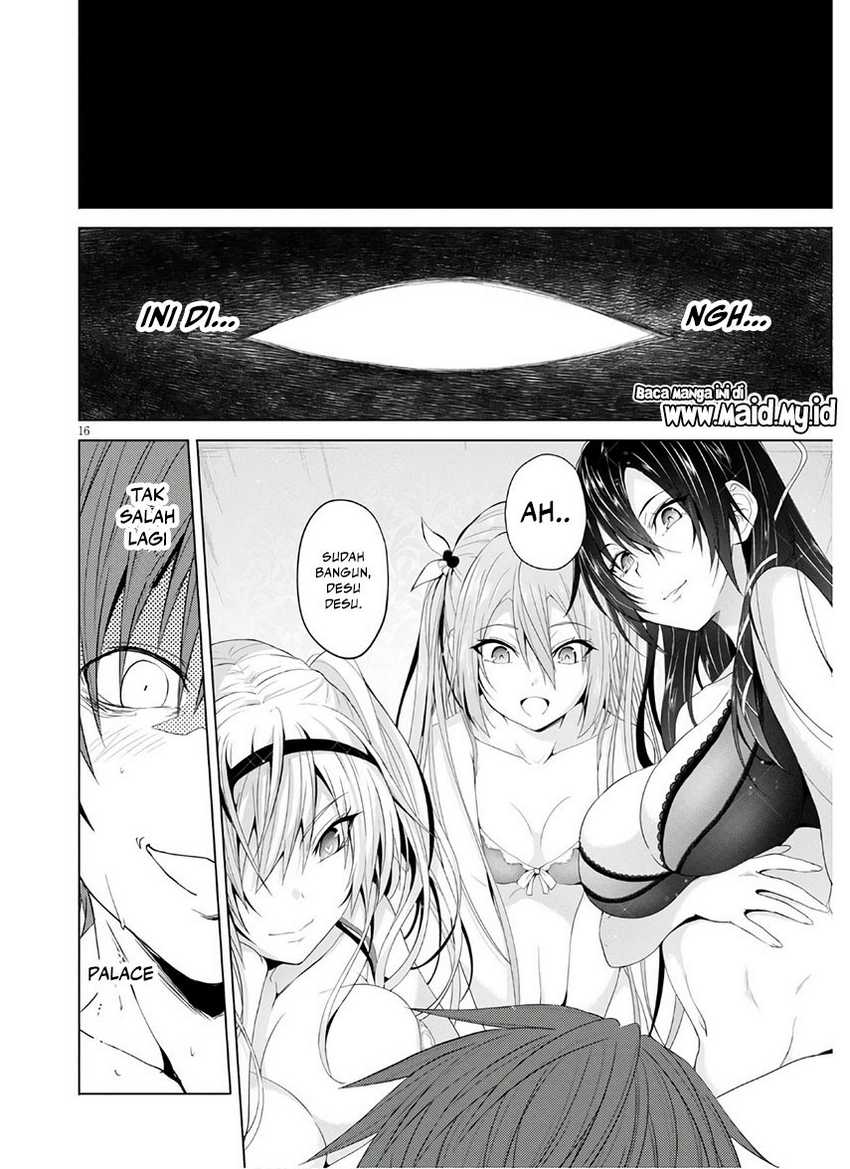 NGH...
INI DI...
Baca manga ini di
www.Maid.my.id
16
AH..
SUDAH
BANGUN,
DESU
DESU.
TAK
SALAH
LAGI
PALACE